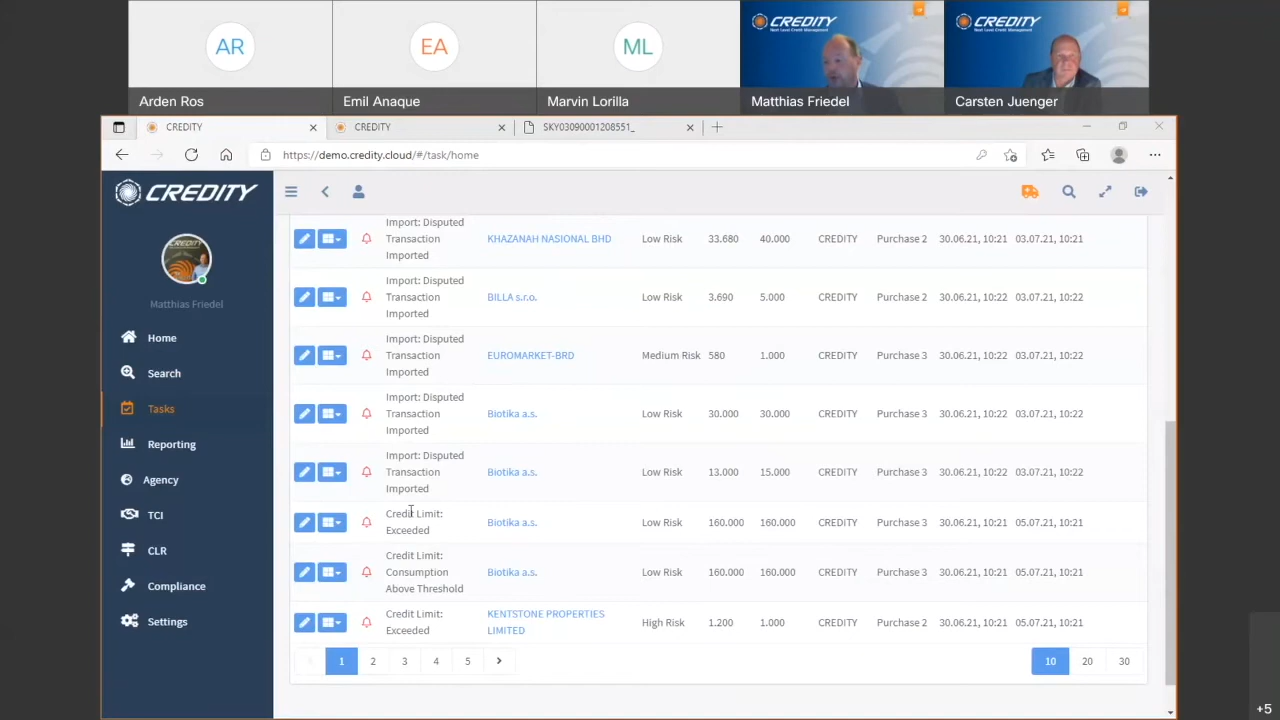 CREDITY
Next Level Credit Management
CREDITY
Next Level Credit Management
AR
EA
ML
Arden Ros
Emil Anaque
Marvin Lorilla
Matthias Friedel
Carsten Juenger
CREDITY
CREDITY
SKY03090001208551_
https://demo.credity.cloud/#/task/home
CREDITY
Matthias Friedel
Home
Search
Tasks
Reporting
Agency
TCI
CLR
Compliance
Settings
Import: Disputed
Transaction
Imported
KHAZANAH NASIONAL BHD
Low Risk
33.680
40.000
CREDITY
Purchase 2
30.06.21, 10:21
03.07.21, 10:21
Import: Disputed
Transaction
Imported
BILLA s.r.o.
Low Risk
3.690
5.000
CREDITY
Purchase 2
30.06.21, 10:22
03.07.21, 10:22
Import: Disputed
Transaction
Imported
EUROMARKET-BRD
Medium Risk
580
1.000
CREDITY
Purchase 2
30.06.21, 10:22
03.07.21, 10:22
Import: Disputed
Transaction
Imported
Biotika a.s.
Low Risk
30.000
30.000
CREDITY
Purchase 3
30.06.21, 10:22
03.07.21, 10:22
Import: Disputed
Transaction
Imported
Biotika a.s.
Low Risk
13.000
15.000
CREDITY
Purchase 3
30.06.21, 10:22
03.07.21, 10:22
Credit Limit:
Exceeded
Biotika a.s.
Low Risk
160.000
160.000
CREDITY
Purchase 3
30.06.21, 10:21
05.07.21, 10:21
Credit Limit:
Consumption
Above Threshold
Biotika a.s.
Low Risk
160.000
160.000
CREDITY
Purchase 3
30.06.21, 10:21
05.07.21, 10:21
Credit Limit:
Exceeded
KENTSTONE PROPERTIES
LIMITED
High Risk
1.200
1.000
CREDITY
Purchase 2
30.06.21, 10:21
05.07.21, 10:21
1
2
3
4
5
10
20
30
+5